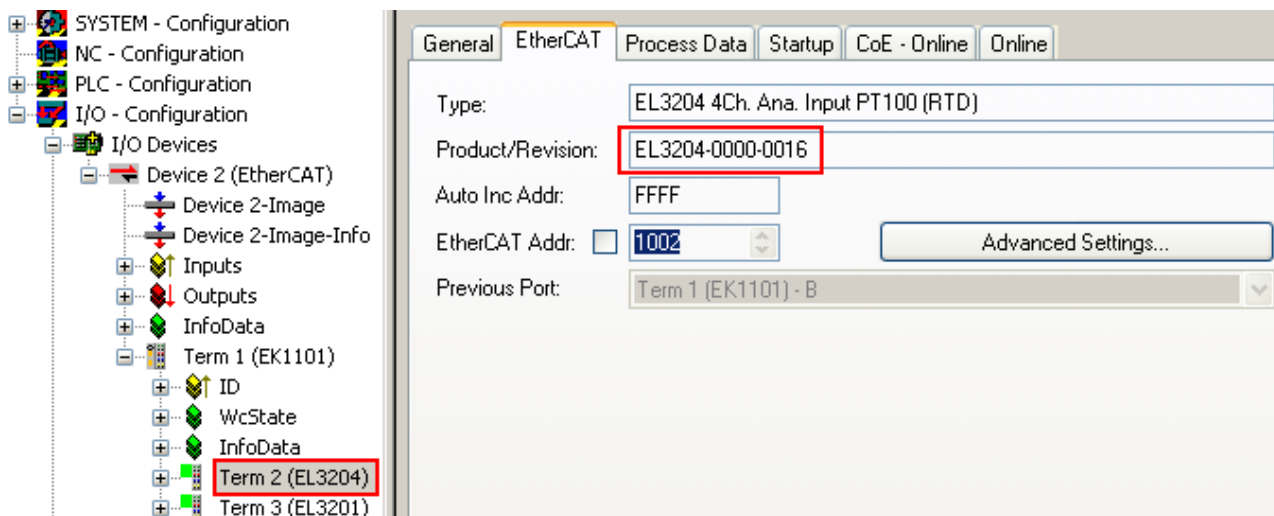 SYSTEM - Configuration
NC - Configuration
PLC - Configuration
I/O - Configuration
I/O Devices
Device 2 (EtherCAT)
Device 2-Image
Device 2-Image-Info
Inputs
Outputs
InfoData
Term 1 (EK1101)
ID
WcState
InfoData
Term 2 (EL3204)
Term 3 (EL3201)
General EtherCAT Process Data Startup CoE - Online Online
Type: EL3204 4Ch. Ana. Input PT100 (RTD)
Product/Revision: EL3204-0000-0016
Auto Inc Addr: FFFF
EtherCAT Addr: 1002 Advanced Settings...
Previous Port: Term 1 (EK1101) - B